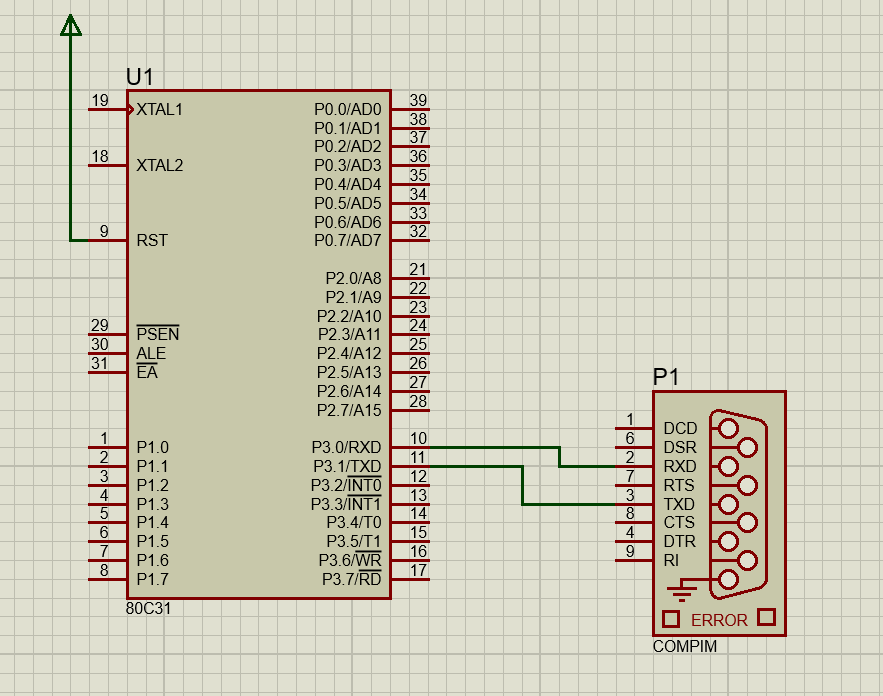 U1
19 XTAL1 P0.0/AD0 39
P0.1/AD1 38
P0.2/AD2 37
18 XTAL2 P0.3/AD3 36
P0.4/AD4 35
P0.5/AD5 34
P0.6/AD6 33
9 RST P0.7/AD7 32
P2.0/A8 21
P2.1/A9 22
P2.2/A10 23
29 PSEN P2.3/A11 24
30 ALE P2.4/A12 25
31 EA P2.5/A13 26
P2.6/A14 27
P2.7/A15 28
1 P1.0 P3.0/RXD 10
2 P1.1 P3.1/TXD 11
3 P1.2 P3.2/INT0 12
4 P1.3 P3.3/INT1 13
5 P1.4 P3.4/T0 14
6 P1.5 P3.5/T1 15
7 P1.6 P3.6/WR 16
8 P1.7 P3.7/RD 17
80C31
P1
1 DCD
6 DSR
2 RXD
7 RTS
3 TXD
8 CTS
4 DTR
9 RI
ERROR
COMPIM